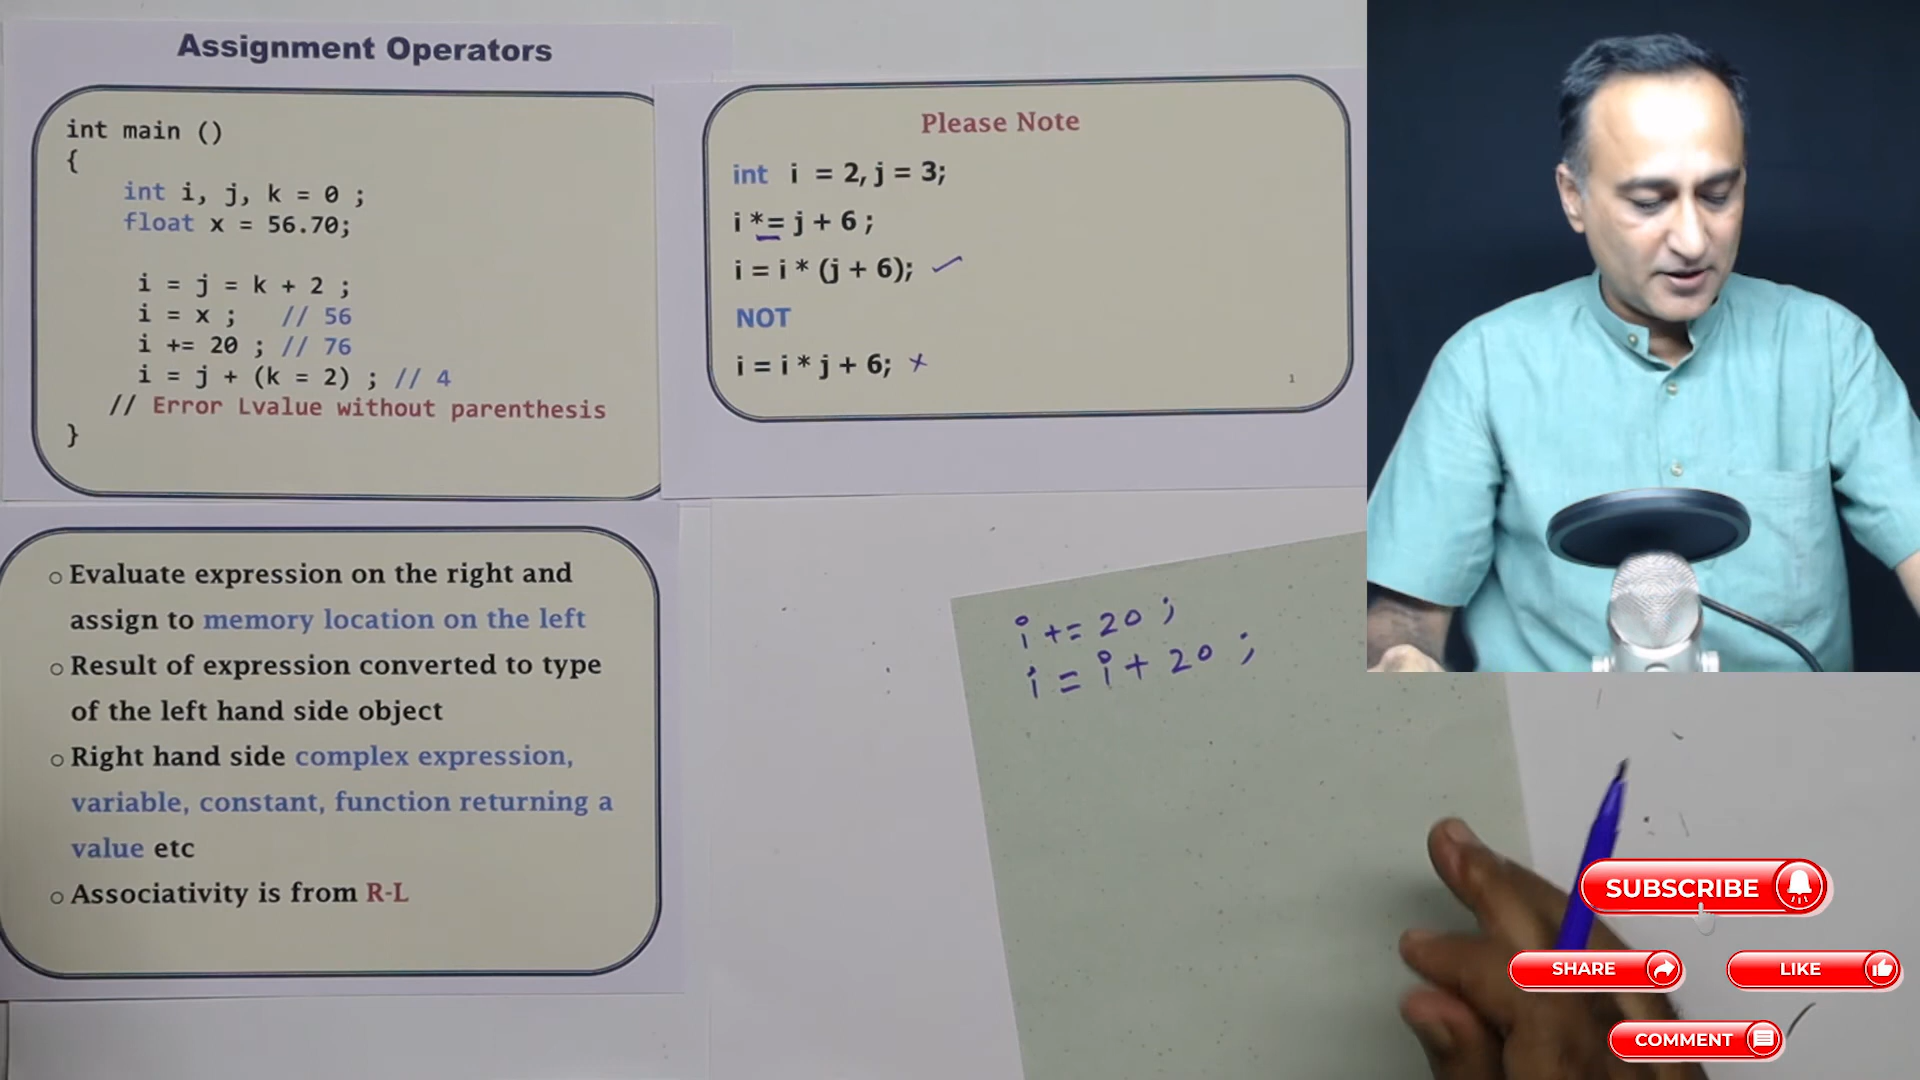 Assignment Operators
int main ()
{
int i, j, k = 0 ;
float x = 56.70;
i = j = k + 2 ;
i = x ; // 56
i += 20 ; // 76
i = j + (k = 2) ; // 4
// Error Lvalue without parenthesis
}
Please Note
int i = 2, j = 3;
i *= j + 6 ;
i = i * (j + 6);
NOT
i = i * j + 6;
1
o Evaluate expression on the right and
assign to memory location on the left
o Result of expression converted to type
of the left hand side object
o Right hand side complex expression,
variable, constant, function returning a
value etc
o Associativity is from R-L
i += 20 ;
i = i + 20 ;
SUBSCRIBE
SHARE
LIKE
COMMENT